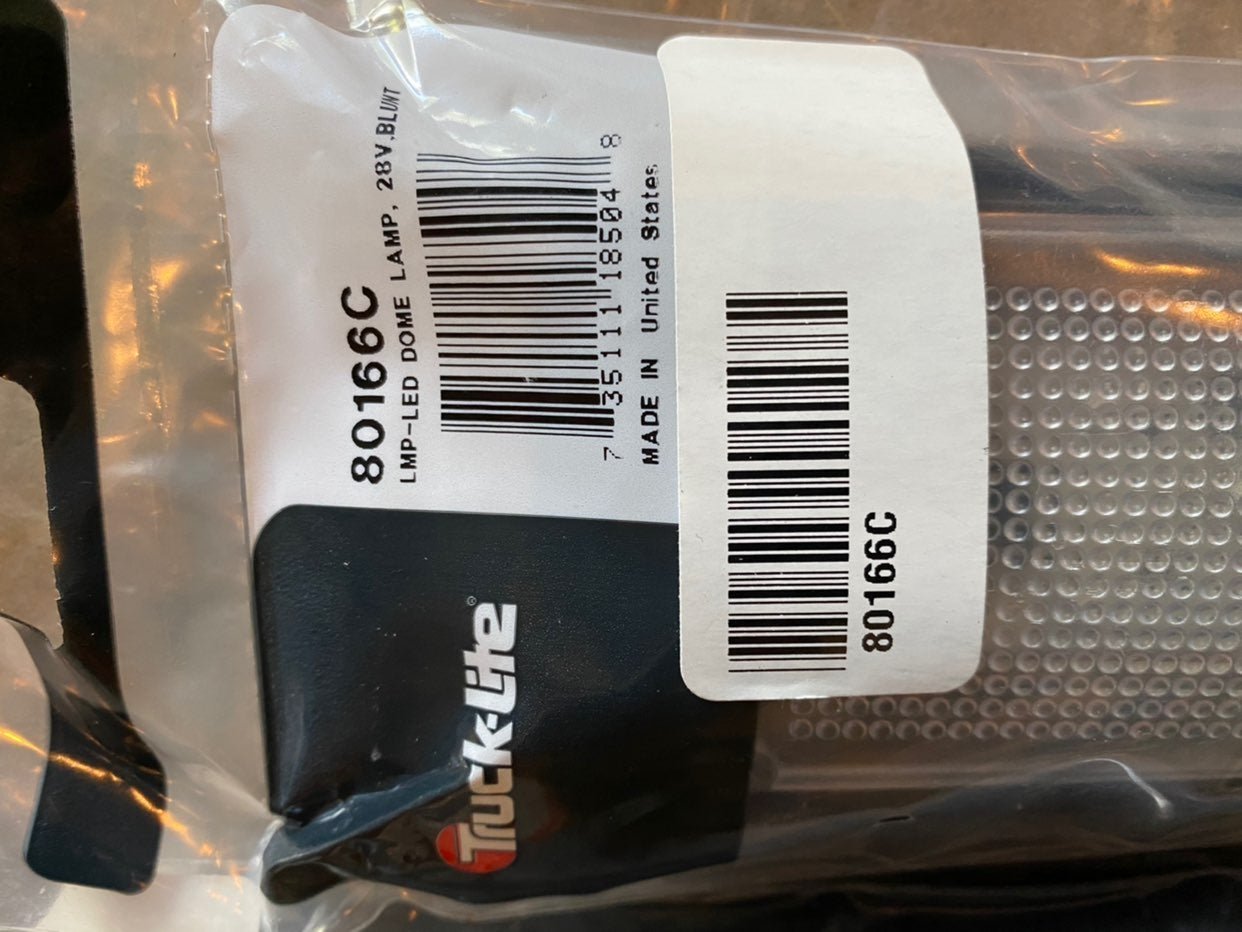 80166C
LMP-LED DOME LAMP, 28V,BLUNT
7 35111 18504 8
MADE IN United States
Truck-Lite®
80166C